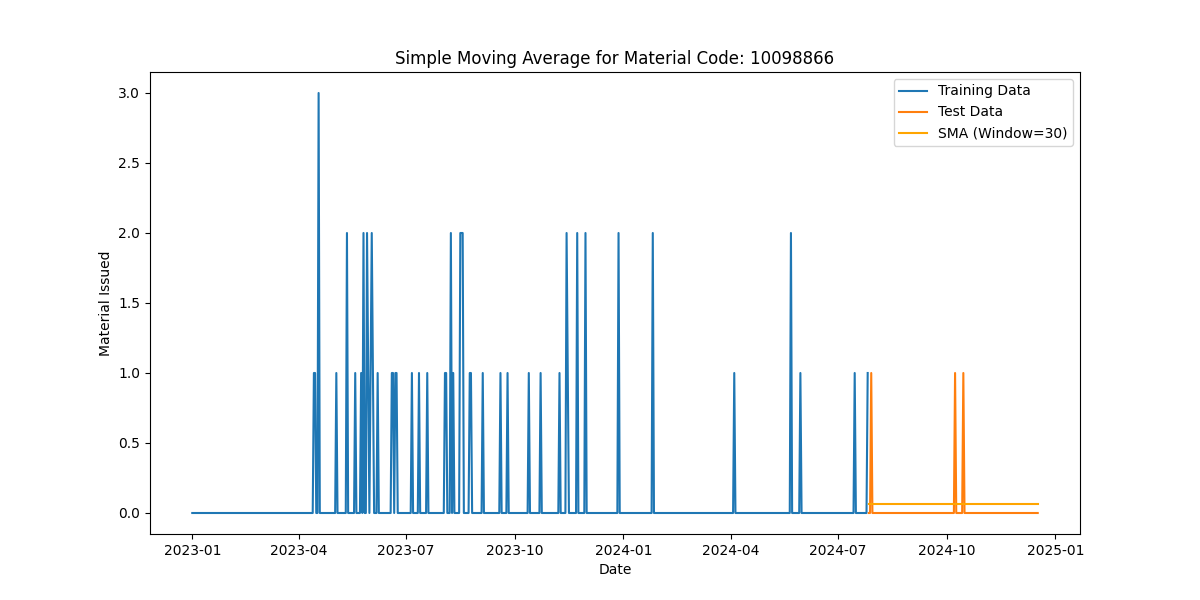 Simple Moving Average for Material Code: 10098866
Training Data
Test Data
SMA (Window=30)
3.0
2.5
2.0
1.5
1.0
0.5
0.0
Material Issued
2023-01 2023-04 2023-07 2023-10 2024-01 2024-04 2024-07 2024-10 2025-01
Date